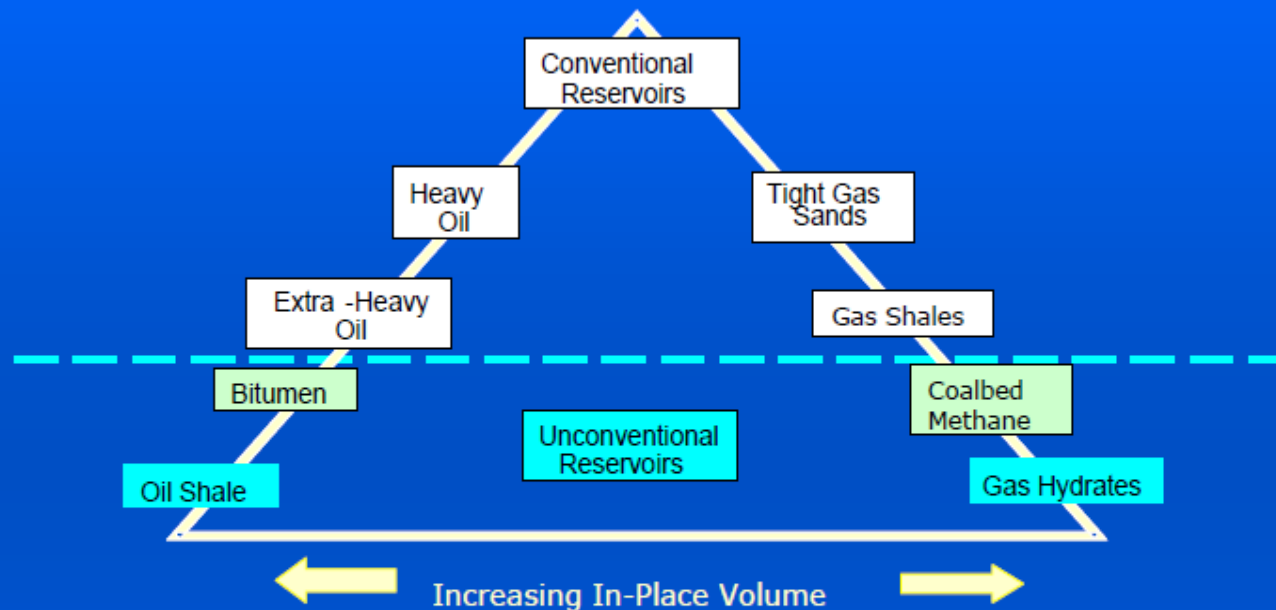 Conventional
Reservoirs
Heavy
Oil
Tight Gas
Sands
Extra -Heavy
Oil
Gas Shales
Bitumen
Coalbed
Methane
Unconventional
Reservoirs
Oil Shale
Gas Hydrates
Increasing In-Place Volume